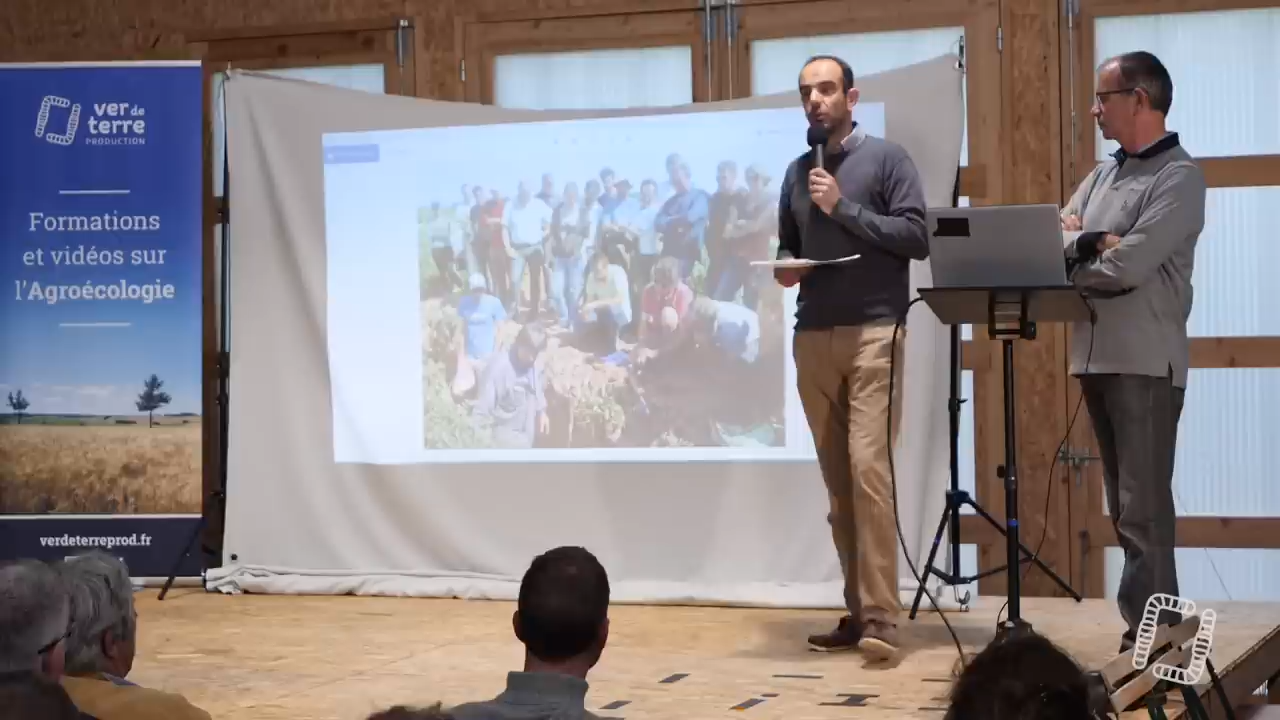 ver de
terre
PRODUCTION
Formations
et vidéos sur
l'Agroécologie
verdeterreprod.fr